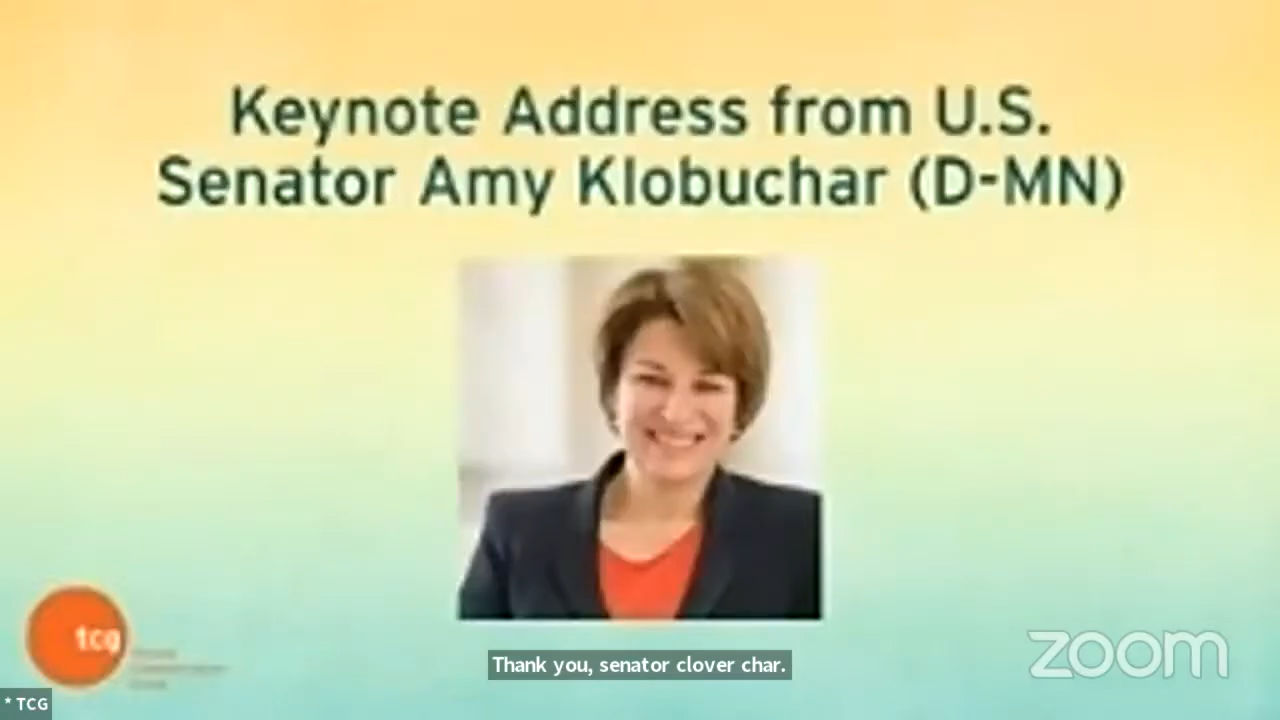 Keynote Address from U.S.
Senator Amy Klobuchar (D-MN)
tcg
Thank you, senator clover char.
zoom
* TCG